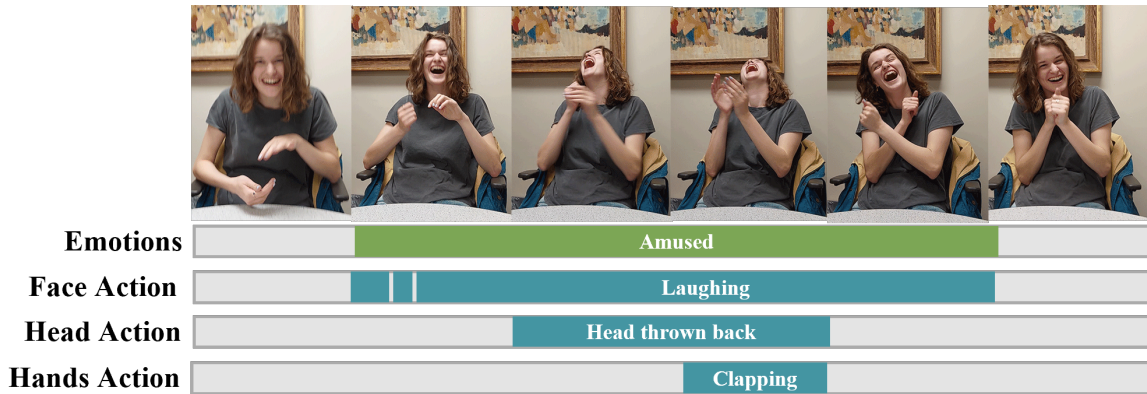 Emotions
Amused
Face Action
Laughing
Head Action
Head thrown back
Hands Action
Clapping